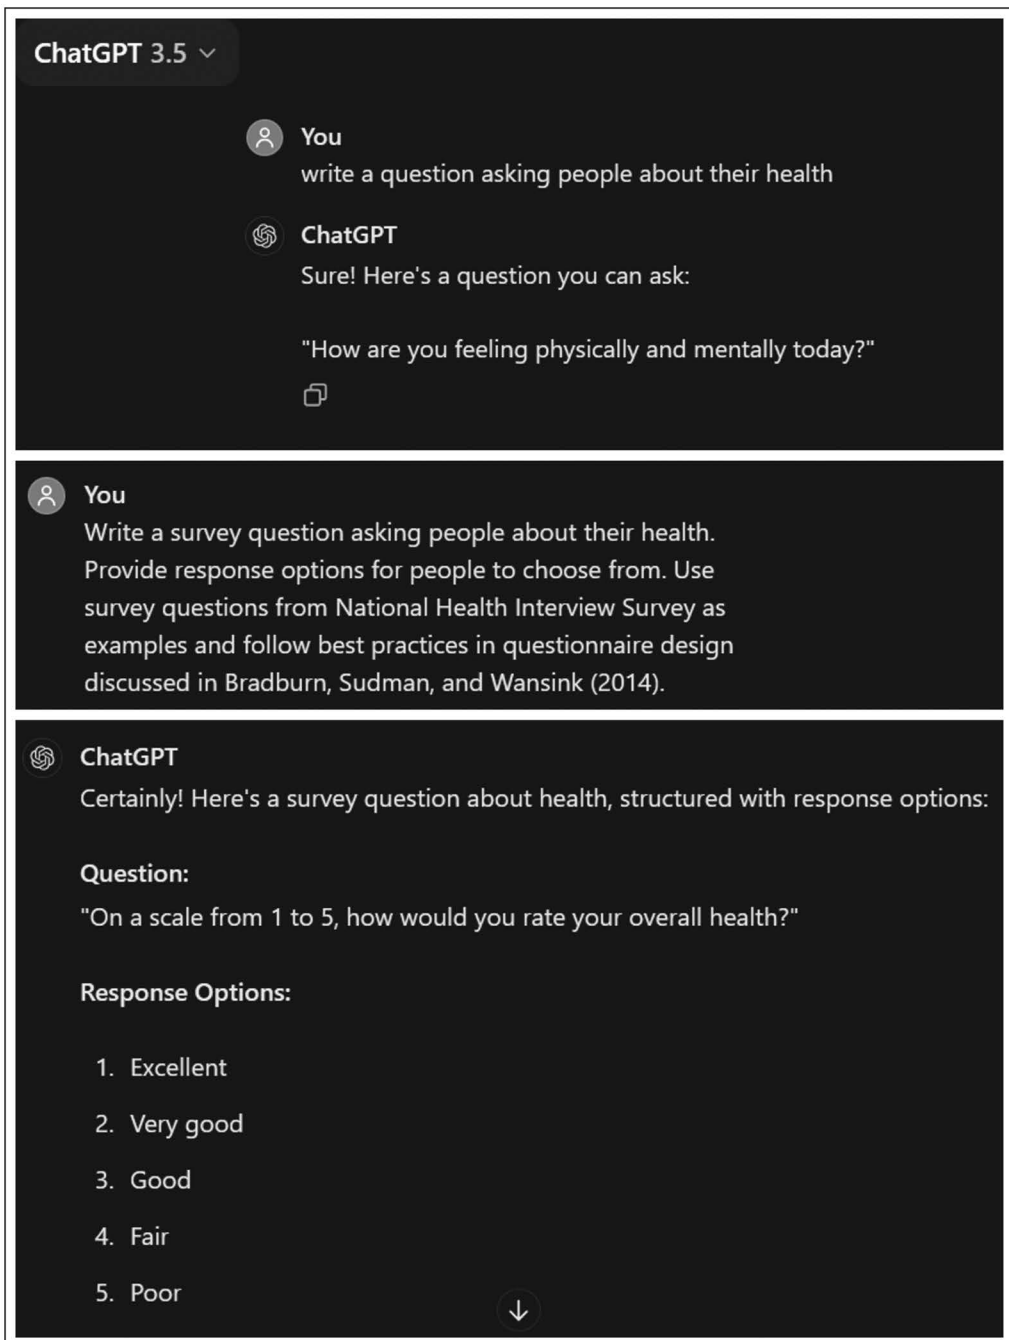 ChatGPT 3.5
You
write a question asking people about their health
ChatGPT
Sure! Here's a question you can ask:
"How are you feeling physically and mentally today?"
You
Write a survey question asking people about their health.
Provide response options for people to choose from. Use
survey questions from National Health Interview Survey as
examples and follow best practices in questionnaire design
discussed in Bradburn, Sudman, and Wansink (2014).
ChatGPT
Certainly! Here's a survey question about health, structured with response options:
Question:
"On a scale from 1 to 5, how would you rate your overall health?"
Response Options:
1. Excellent
2. Very good
3. Good
4. Fair
5. Poor